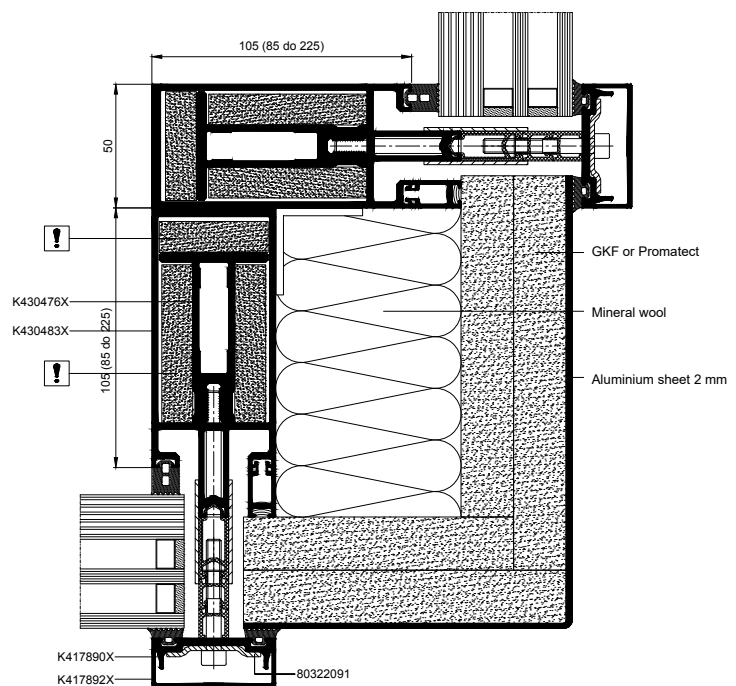 105 (85 do 225)
50
!
GKF or Promatect
K430476X
Mineral wool
K430483X
105 (85 do 225)
!
Aluminium sheet 2 mm
K417890X
80322091
K417892X